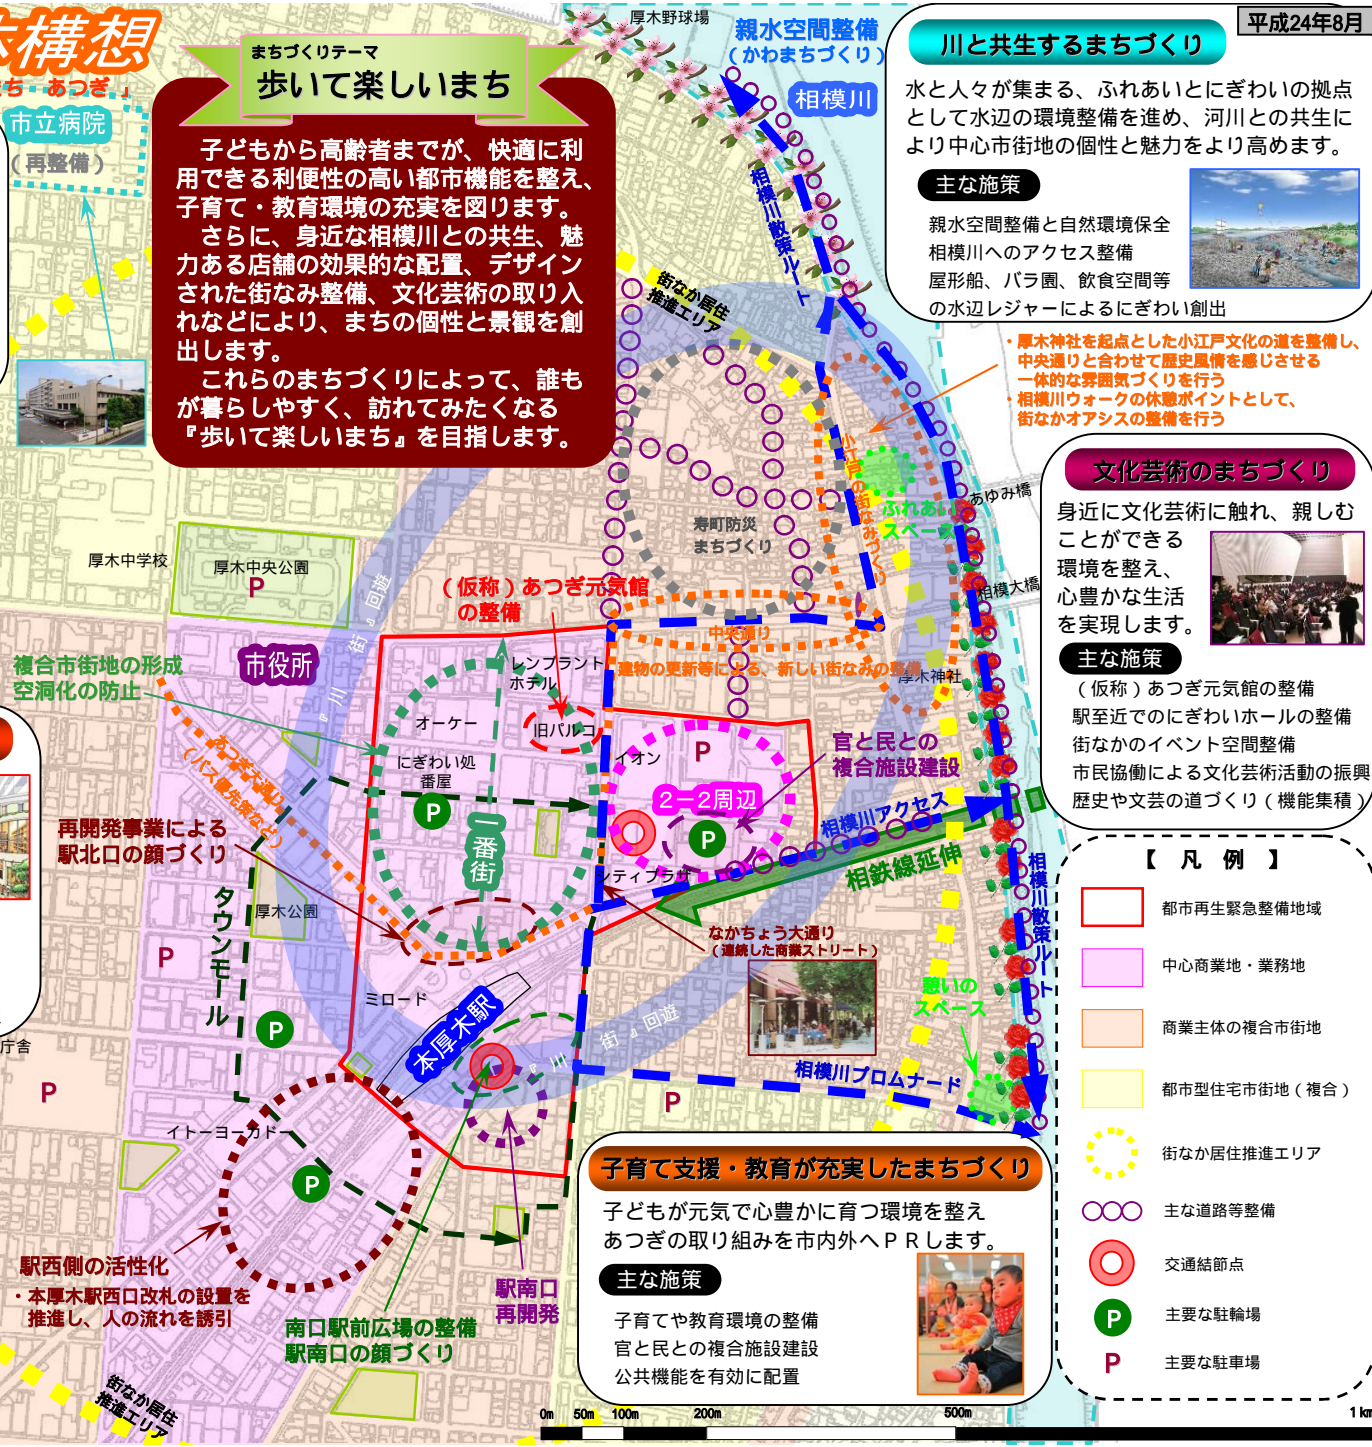 木構想
ち あつぎ 」
平成24年8月
市立病院
（再整備）
まちづくりテーマ
歩いて楽しいまち
子どもから高齢者までが、快適に利
用できる利便性の高い都市機能を整え、
子育て・教育環境の充実を図ります。
さらに、身近な相模川との共生、魅
力ある店舗の効果的な配置、デザイン
された街なみ整備、文化芸術の取り入
れなどにより、まちの個性と景観を創
出します。
これらのまちづくりによって、誰も
が暮らしやすく、訪れてみたくなる
『歩いて楽しいまち』を目指します。
厚木野球場
親水空間整備
（かわまちづくり）
相模川
相模川散策ルート
川と共生するまちづくり
水と人々が集まる、ふれあいとにぎわいの拠点
として水辺の環境整備を進め、河川との共生に
より中心市街地の個性と魅力をより高めます。
主な施策
親水空間整備と自然環境保全
相模川へのアクセス整備
屋形船、バラ園、飲食空間等
の水辺レジャーによるにぎわい創出
・厚木神社を起点とした小江戸文化の道を整備し、
中央通りと合わせて歴史風情を感じさせる
一体的な雰囲気づくりを行う
・相模川ウォークの休憩ポイントとして、
街なかオアシスの整備を行う
街なか居住
推進エリア
小江戸の街なみづくり
ふれあい
スペース
あゆみ橋
相模大橋
寿町防災
まちづくり
文化芸術のまちづくり
身近に文化芸術に触れ、親しむ
ことができる
環境を整え、
心豊かな生活
を実現します。
主な施策
（仮称）あつぎ元気館の整備
駅至近でのにぎわいホールの整備
街なかのイベント空間整備
市民協働による文化芸術活動の振興
歴史や文芸の道づくり（機能集積）
厚木中学校
厚木中央公園
P
（仮称）あつぎ元気館
の整備
『川 街』回遊
中央通り
建物の更新等による、新しい街なみの整備
厚木神社
市役所
複合市街地の形成
空洞化の防止
レンブラント
ホテル
オーケー
旧パルコ
にぎわい処
番屋
P
イオン
P
官と民との
複合施設建設
2－2周辺
P
一番街
あつぎ大通り
（バス優先策など）
再開発事業による
駅北口の顔づくり
相模川アクセス
相鉄線延伸
シティプラザ
なかちょう大通り
（連続した商業ストリート）
厚木公園
タウンモール
P
P
ミロード
本厚木駅
『川 街』回遊
憩いの
スペース
相模川散策ルート
相模川プロムナード
P
庁舎
P
イトーヨーカドー
P
駅西側の活性化
・本厚木駅西口改札の設置を
推進し、人の流れを誘引
駅南口
再開発
南口駅前広場の整備
駅南口の顔づくり
街なか居住
推進エリア
子育て支援・教育が充実したまちづくり
子どもが元気で心豊かに育つ環境を整え
あつぎの取り組みを市内外へＰＲします。
主な施策
子育てや教育環境の整備
官と民との複合施設建設
公共機能を有効に配置
【 凡 例 】
都市再生緊急整備地域
中心商業地・業務地
商業主体の複合市街地
都市型住宅市街地（複合）
街なか居住推進エリア
主な道路等整備
交通結節点
P 主要な駐輪場
P 主要な駐車場
0m 50m 100m 200m 500m 1km